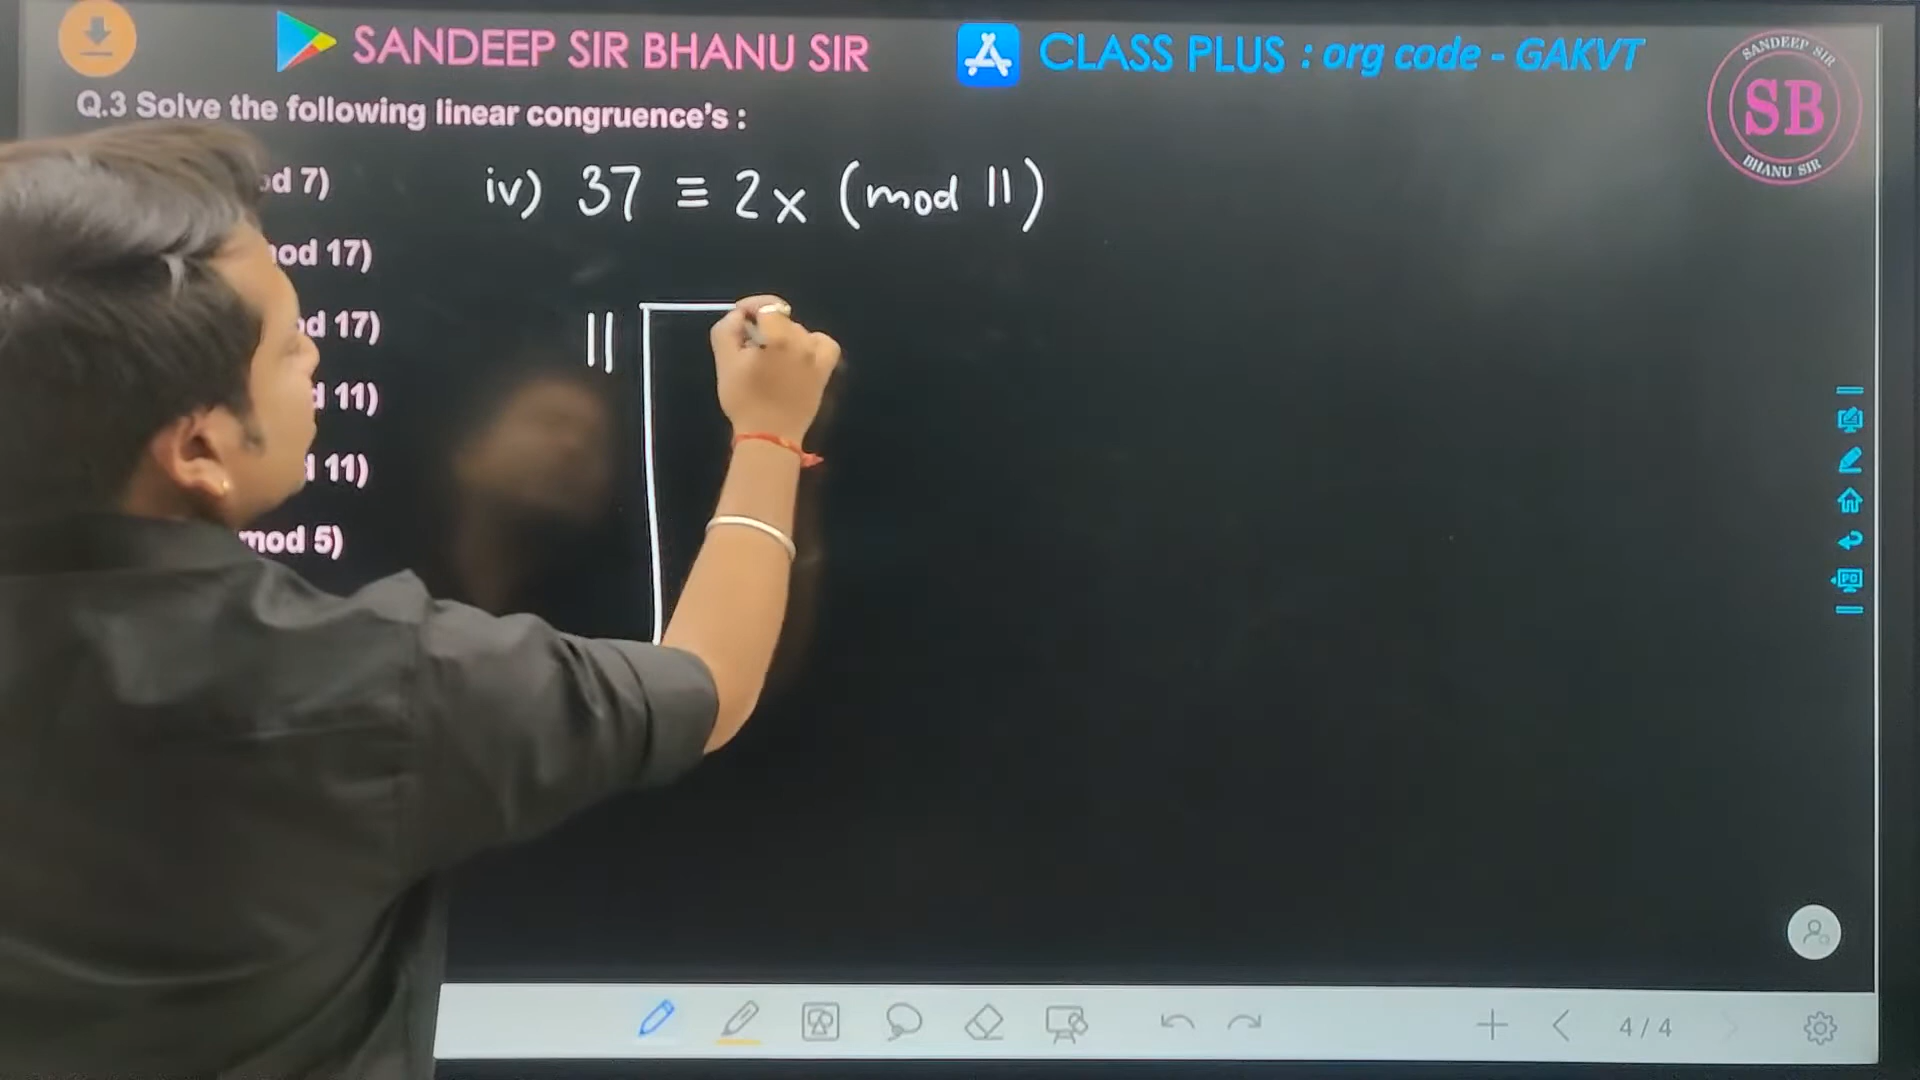 SANDEEP SIR BHANU SIR
CLASS PLUS : org code - GAKVT
SANDEEP SIR
SB
BHANU SIR
Q.3 Solve the following linear congruence's :
7)
17)
17)
11)
11)
mod 5)
iv) 37 ≡ 2x (mod 11)
11
4/4